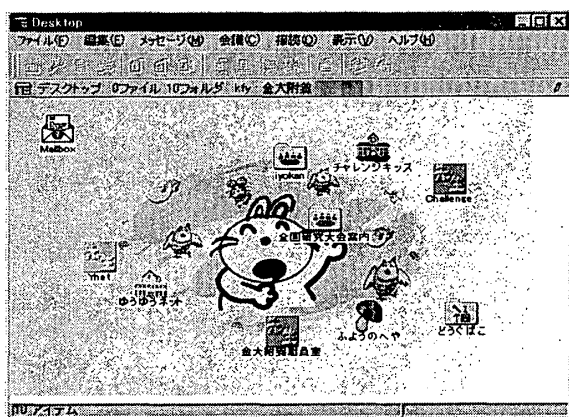 Desktop
ファイル(F) 編集(E) メッセージ(M) 会議(C) 接続(O) 表示(V) ヘルプ(H)
デスクトップ 0ファイル 10フォルダ kfy 金大附養
Mailbox
iyokan
チャレンジキッズ
Challenge
全国研究大会案内
Ynet
ゆうゆうネット
金大附養職員室
ふようのへや
どうぐばこ
10 アイテム